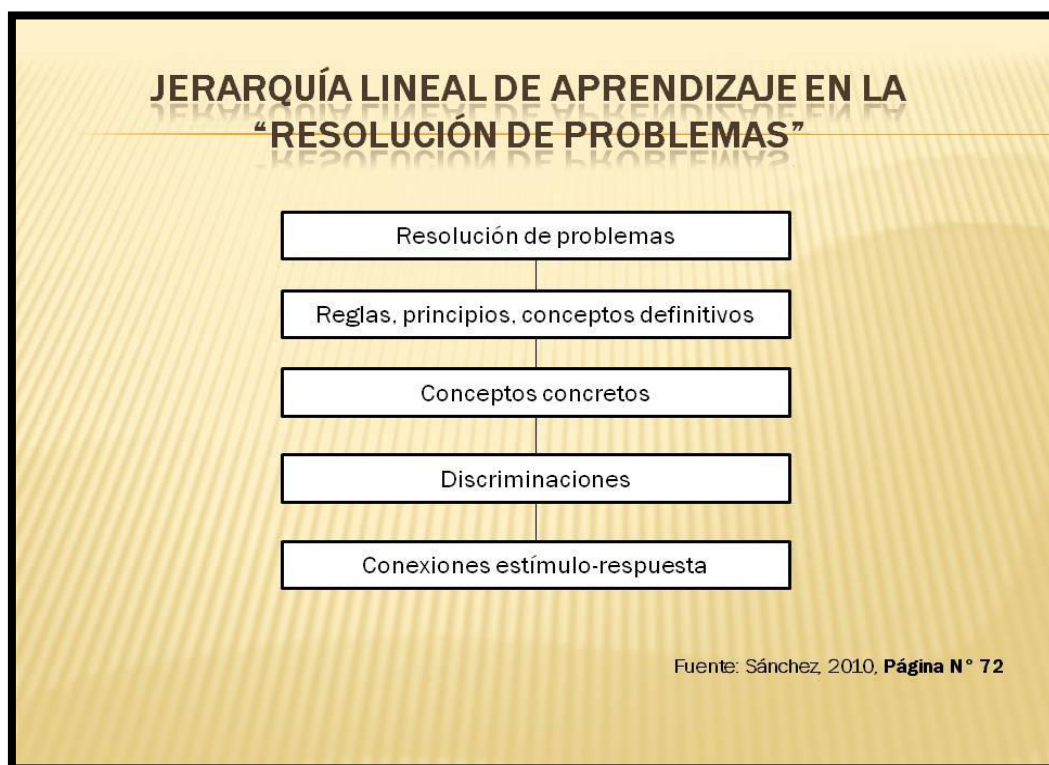 JERARQUÍA LINEAL DE APRENDIZAJE EN LA
“RESOLUCIÓN DE PROBLEMAS”
Resolución de problemas
Reglas, principios, conceptos definitivos
Conceptos concretos
Discriminaciones
Conexiones estímulo-respuesta
Fuente: Sánchez, 2010, Página N° 72